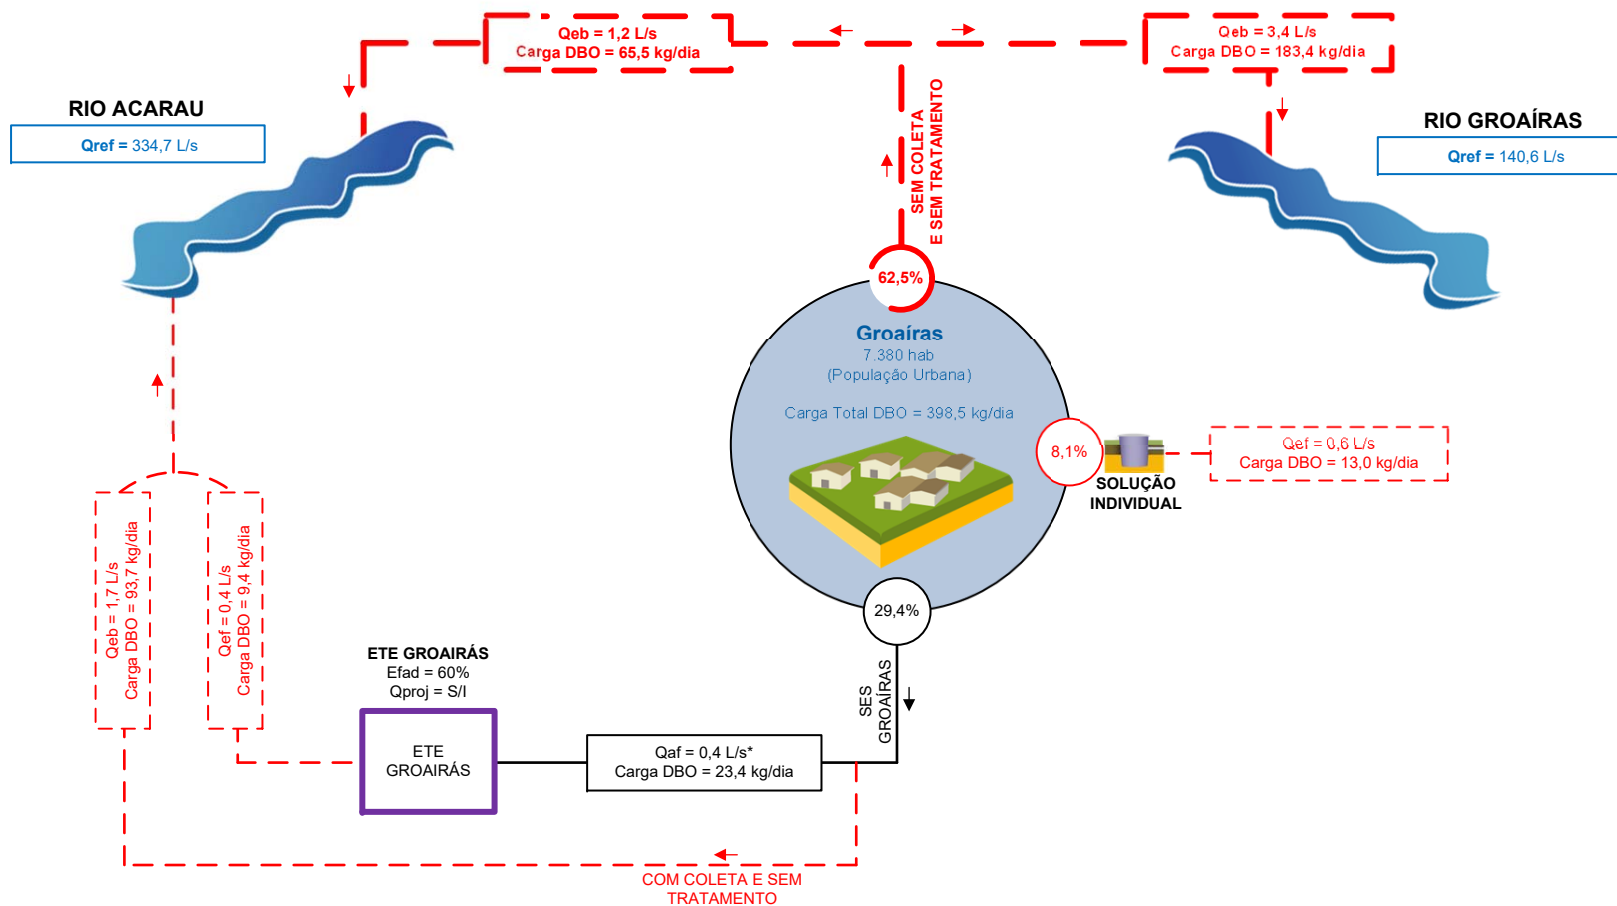 Qeb = 1,2 L/s
Carga DBO = 65,5 kg/dia
Qeb = 3,4 L/s
Carga DBO = 183,4 kg/dia
RIO ACARAU
Qref = 334,7 L/s
RIO GROAÍRAS
Qref = 140,6 L/s
SEM COLETA
E SEM TRATAMENTO
62,5%
Groaíras
7.380 hab
(População Urbana)
Carga Total DBO = 398,5 kg/dia
8,1%
SOLUÇÃO
INDIVIDUAL
Qef = 0,6 L/s
Carga DBO = 13,0 kg/dia
29,4%
SES
GROAÍRAS
Qeb = 1,7 L/s
Carga DBO = 93,7 kg/dia
Qef = 0,4 L/s
Carga DBO = 9,4 kg/dia
ETE GROAIRÁS
Efad = 60%
Qproj = S/I
ETE
GROAIRÁS
Qaf = 0,4 L/s*
Carga DBO = 23,4 kg/dia
COM COLETA E SEM
TRATAMENTO